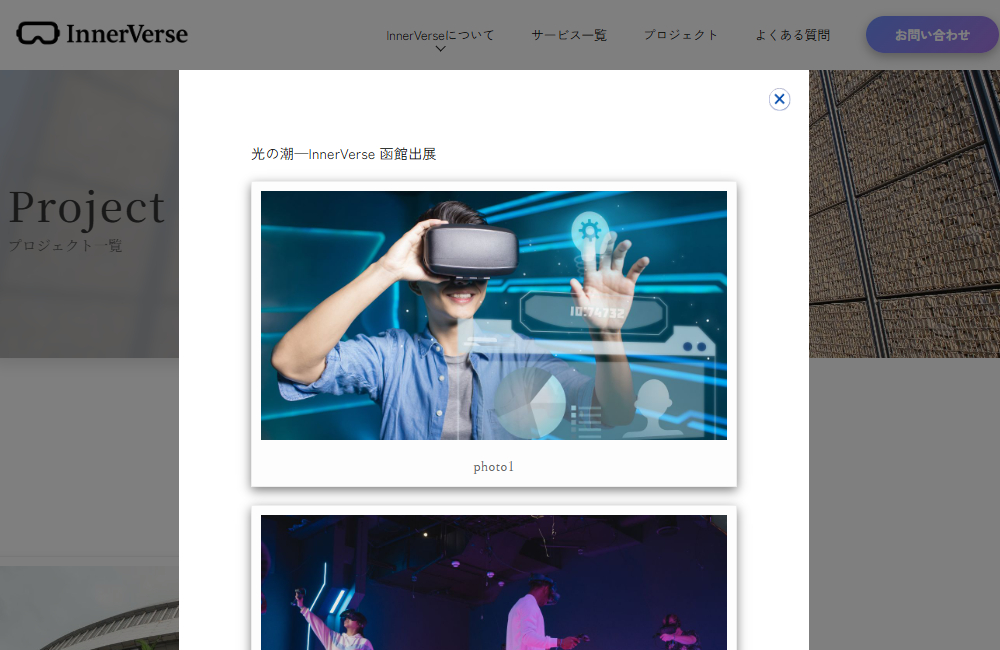 InnerVerse
InnerVerseについて
サービス一覧
プロジェクト
よくある質問
お問い合わせ
Project
プロジェクト一覧
光の潮―InnerVerse 函館出展
10.74732
photo1